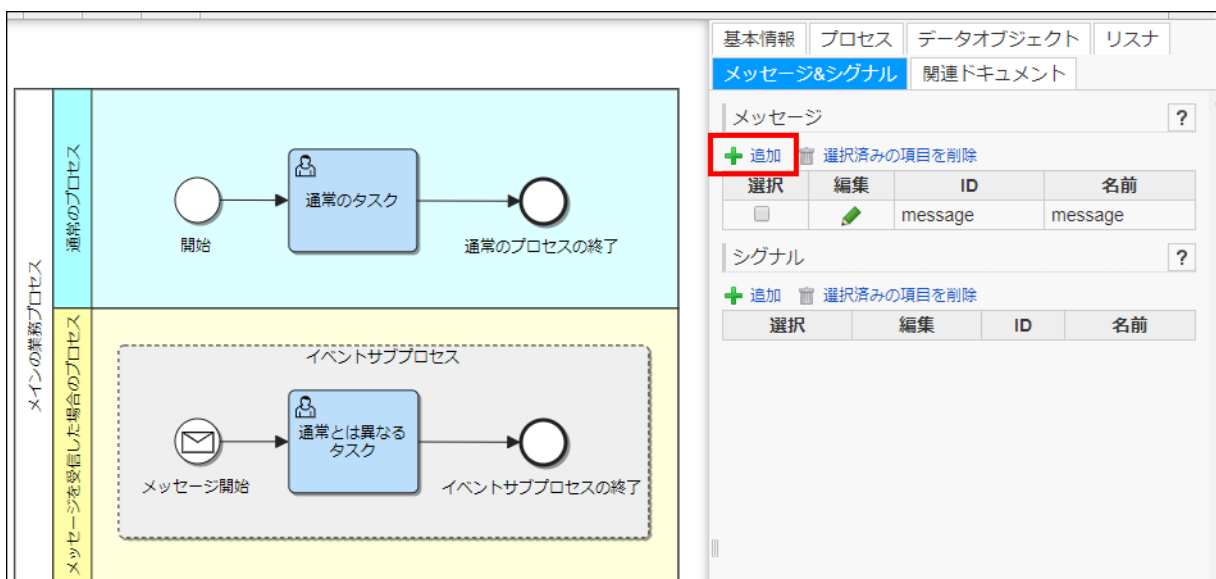 メインの業務プロセス
通常のプロセス
開始
通常のタスク
通常のプロセスの終了
メッセージを受信した場合のプロセス
イベントサブプロセス
メッセージ開始
通常とは異なる
タスク
イベントサブプロセスの終了
基本情報 プロセス データオブジェクト リスナ
メッセージ&シグナル 関連ドキュメント
メッセージ ?
追加 選択済みの項目を削除
選択 編集 ID 名前
message message
シグナル ?
追加 選択済みの項目を削除
選択 編集 ID 名前